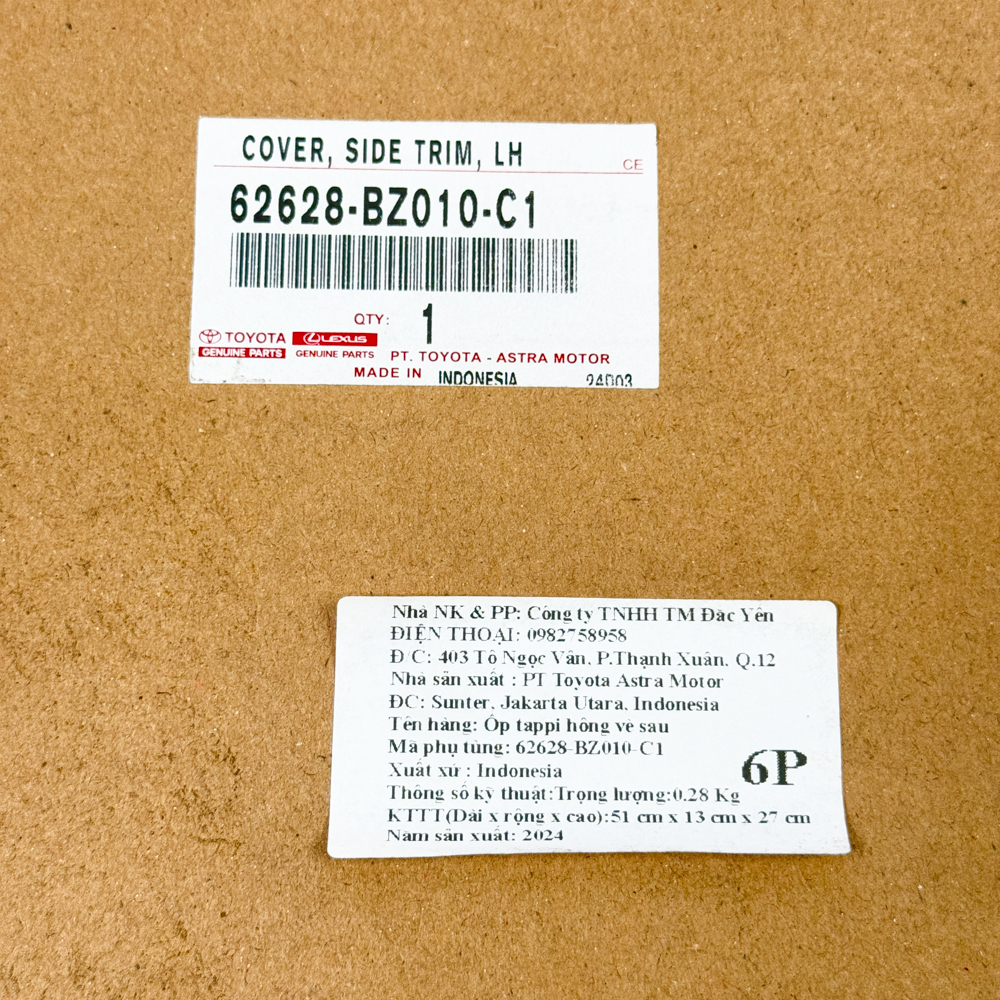 COVER, SIDE TRIM, LH
CE
62628-BZ010-C1
QTY: 1
TOYOTA LEXUS
GENUINE PARTS GENUINE PARTS PT. TOYOTA - ASTRA MOTOR
MADE IN INDONESIA 24D03
Nhà NK & PP: Công ty TNHH TM Đắc Yên
ĐIỆN THOẠI: 0982758958
Đ/C: 403 Tô Ngọc Vân, P.Thạnh Xuân, Q.12
Nhà sản xuất : PT Toyota Astra Motor
ĐC: Sunter, Jakarta Utara, Indonesia
Tên hàng: Ốp tappi hông vè sau
Mã phụ tùng: 62628-BZ010-C1
Xuất xứ : Indonesia
6P
Thông số kỹ thuật:Trọng lượng:0.28 Kg
KTTT(Dài x rộng x cao):51 cm x 13 cm x 27 cm
Năm sản xuất: 2024